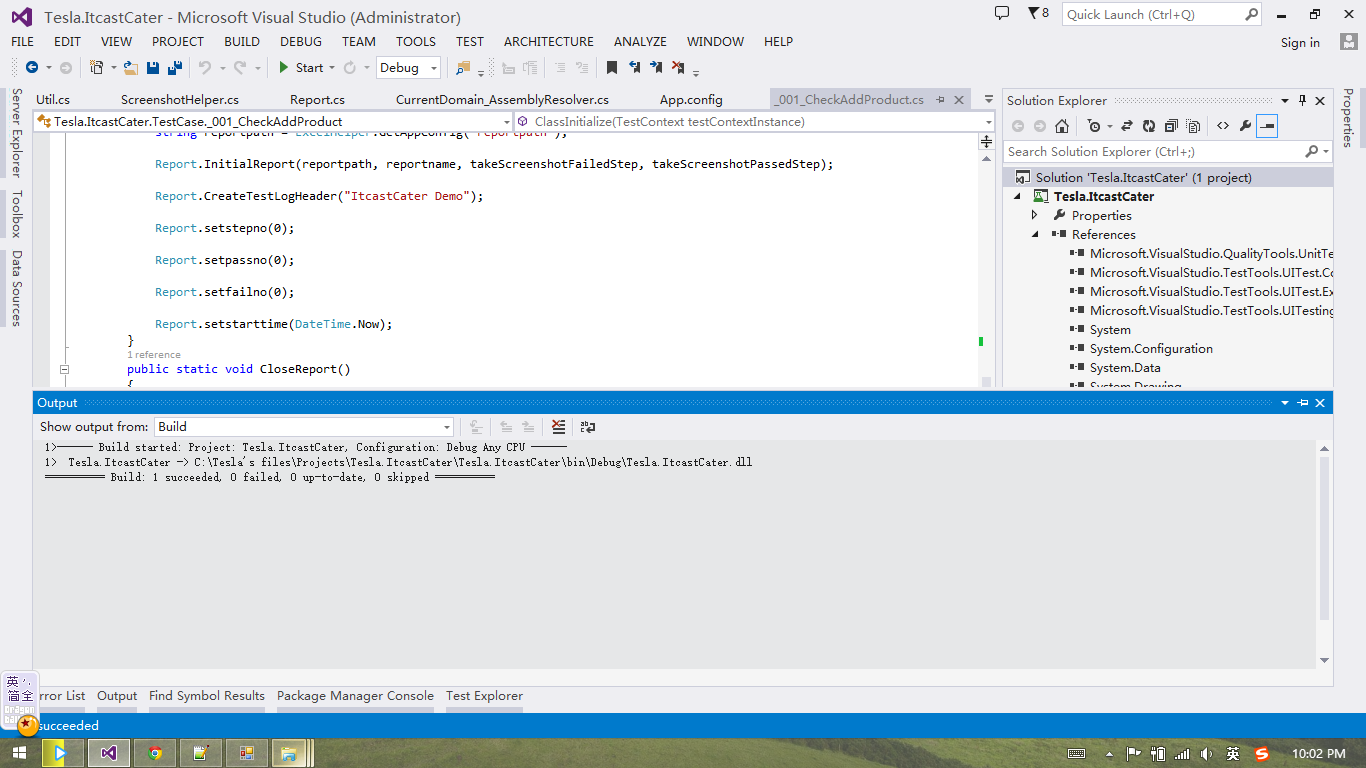 Tesla.ItcastCater - Microsoft Visual Studio (Administrator)
8
Quick Launch (Ctrl+Q)
FILE EDIT VIEW PROJECT BUILD DEBUG TEAM TOOLS TEST ARCHITECTURE ANALYZE WINDOW HELP
Sign in
Start
Debug
Server Explorer
Toolbox
Data Sources
Util.cs ScreenshotHelper.cs Report.cs CurrentDomain_AssemblyResolver.cs App.config _001_CheckAddProduct.cs
Tesla.ItcastCater.TestCase._001_CheckAddProduct
ClassInitialize(TestContext testContextInstance)
string reportpath = ExcelHelper.GetAppConfig("reportpath");
Report.InitialReport(reportpath, reportname, takeScreenshotFailedStep, takeScreenshotPassedStep);
Report.CreateTestLogHeader("ItcastCater Demo");
Report.setstepno(0);
Report.setpassno(0);
Report.setfailno(0);
Report.setstarttime(DateTime.Now);
}
1 reference
public static void CloseReport()
{
Solution Explorer
Search Solution Explorer (Ctrl+;)
Solution 'Tesla.ItcastCater' (1 project)
Tesla.ItcastCater
Properties
References
Microsoft.VisualStudio.QualityTools.UnitTe
Microsoft.VisualStudio.TestTools.UITest.Co
Microsoft.VisualStudio.TestTools.UITest.Ex
Microsoft.VisualStudio.TestTools.UITesting
System
System.Configuration
System.Data
System.Drawing
Properties
Output
Show output from: Build
1>------ Build started: Project: Tesla.ItcastCater, Configuration: Debug Any CPU ------
1>  Tesla.ItcastCater -> C:\Tesla's files\Projects\Tesla.ItcastCater\Tesla.ItcastCater\bin\Debug\Tesla.ItcastCater.dll
========== Build: 1 succeeded, 0 failed, 0 up-to-date, 0 skipped ==========
英
简全
Dragon
rror List Output Find Symbol Results Package Manager Console Test Explorer
succeeded
英
10:02 PM